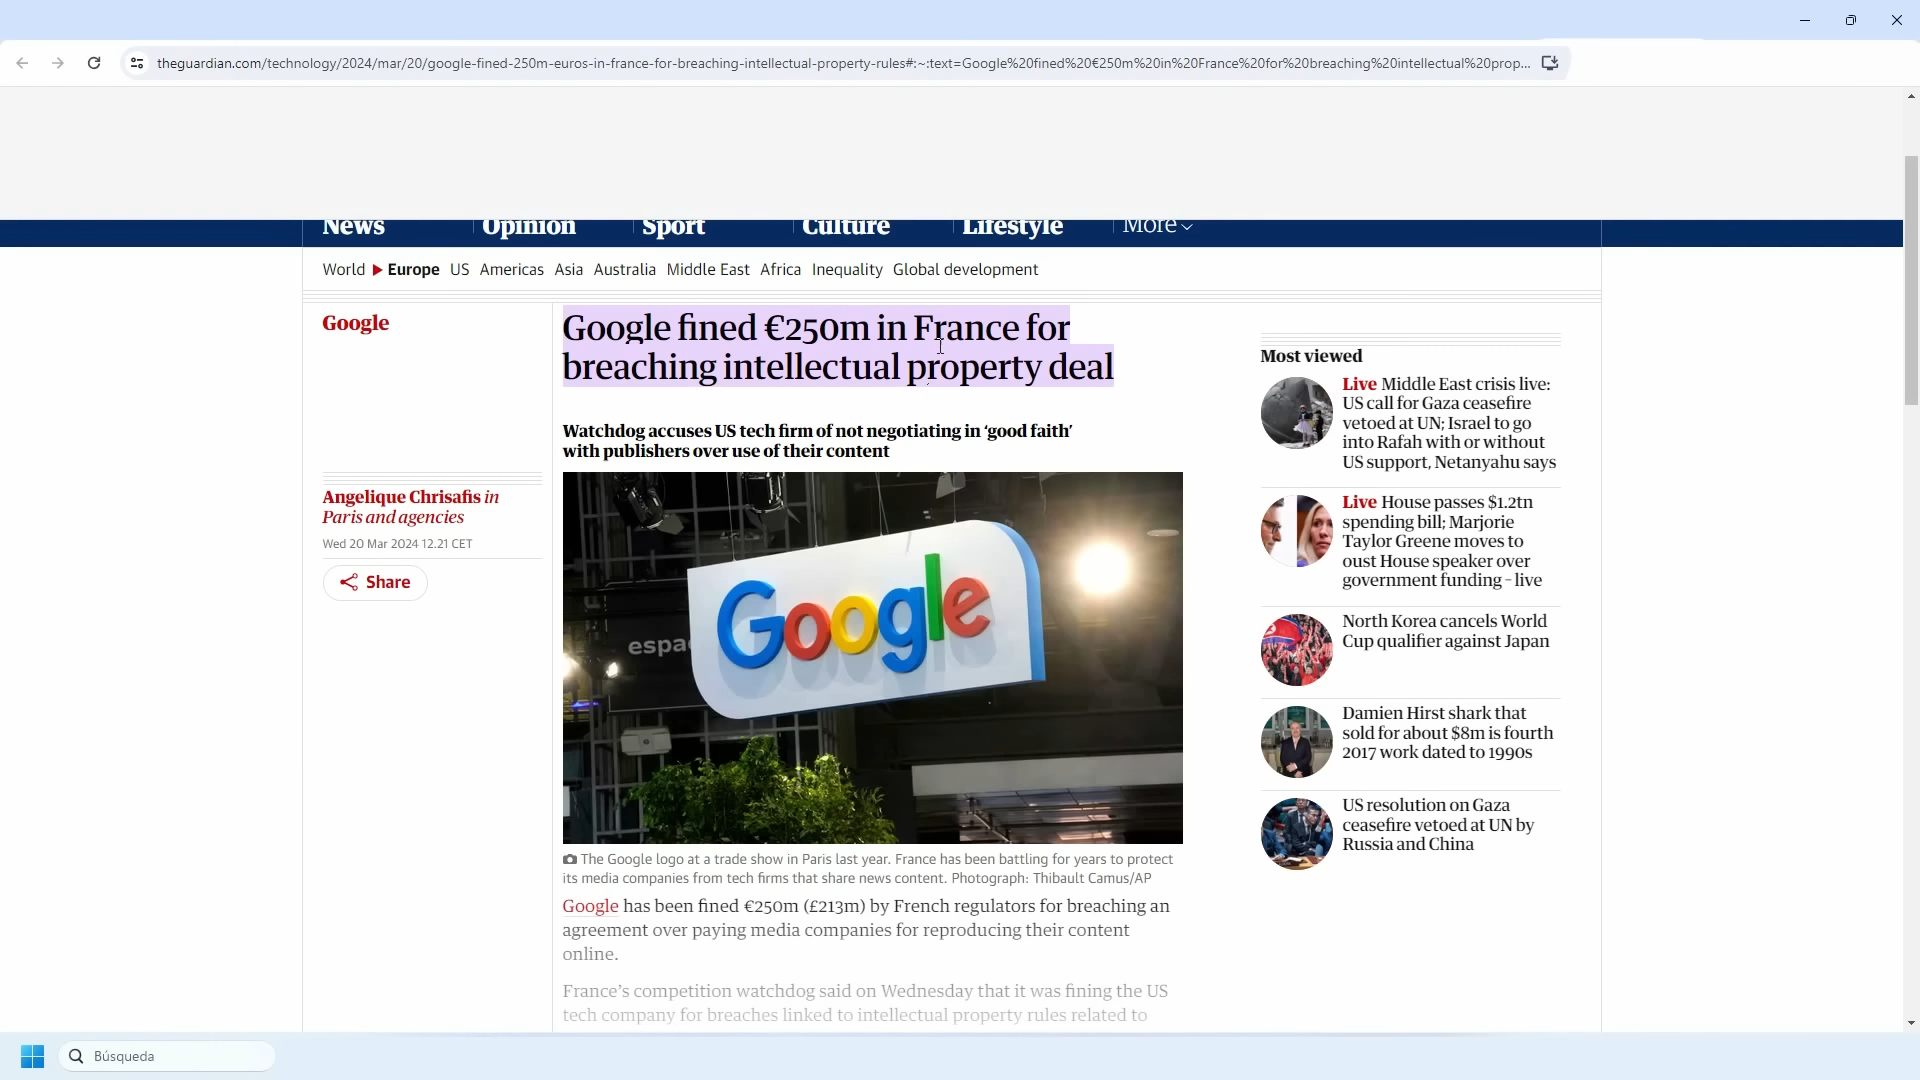 theguardian.com/technology/2024/mar/20/google-fined-250m-euros-in-france-for-breaching-intellectual-property-rules#:~:text=Google%20fined%20€250m%20in%20France%20for%20breaching%20intellectual%20prop...
News Opinion Sport Culture Lifestyle More
World Europe US Americas Asia Australia Middle East Africa Inequality Global development
Google
Google fined €250m in France for
breaching intellectual property deal
Watchdog accuses US tech firm of not negotiating in ‘good faith’
with publishers over use of their content
Angelique Chrisafis in
Paris and agencies
Wed 20 Mar 2024 12.21 CET
Share
espa
Google
The Google logo at a trade show in Paris last year. France has been battling for years to protect
its media companies from tech firms that share news content. Photograph: Thibault Camus/AP
Google has been fined €250m (£213m) by French regulators for breaching an
agreement over paying media companies for reproducing their content
online.
France’s competition watchdog said on Wednesday that it was fining the US
tech company for breaches linked to intellectual property rules related to
Most viewed
Live Middle East crisis live:
US call for Gaza ceasefire
vetoed at UN; Israel to go
into Rafah with or without
US support, Netanyahu says
Live House passes $1.2tn
spending bill; Marjorie
Taylor Greene moves to
oust House speaker over
government funding – live
North Korea cancels World
Cup qualifier against Japan
Damien Hirst shark that
sold for about $8m is fourth
2017 work dated to 1990s
US resolution on Gaza
ceasefire vetoed at UN by
Russia and China
Búsqueda